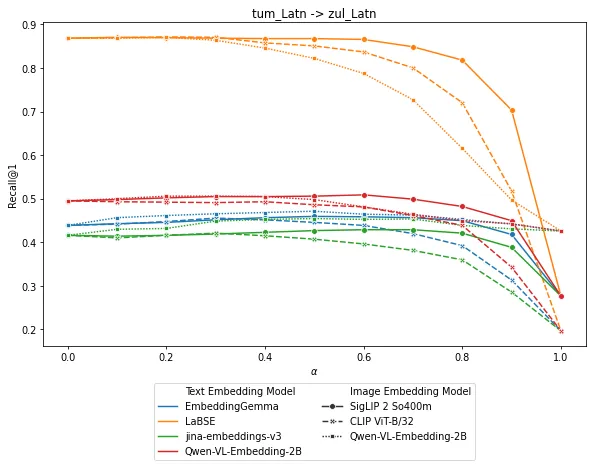 tum_Latn -> zul_Latn
0.9
0.8
0.7
0.6
0.5
0.4
0.3
0.2
Recall@1
0.0 0.2 0.4 0.6 0.8 1.0
α
Text Embedding Model
EmbeddingGemma
LaBSE
jina-embeddings-v3
Qwen-VL-Embedding-2B
Image Embedding Model
SigLIP 2 So400m
CLIP ViT-B/32
Qwen-VL-Embedding-2B